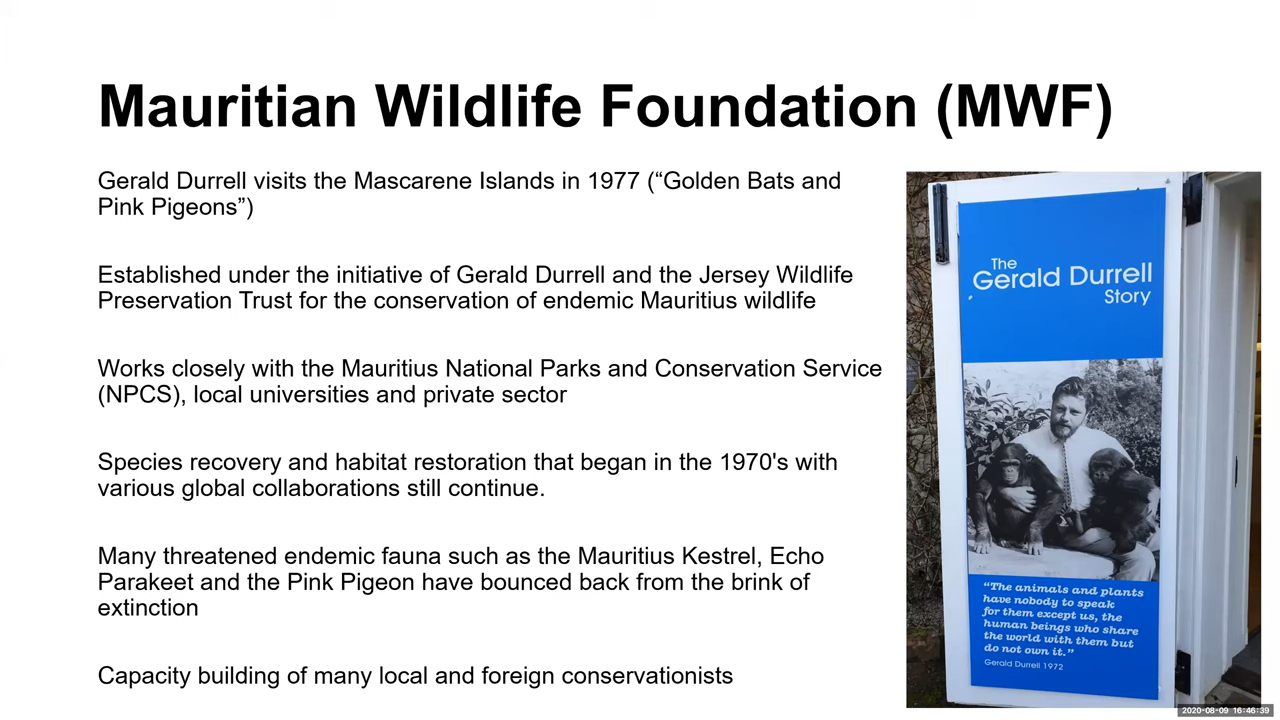 Mauritian Wildlife Foundation (MWF)
Gerald Durrell visits the Mascarene Islands in 1977 (“Golden Bats and
Pink Pigeons”)
Established under the initiative of Gerald Durrell and the Jersey Wildlife
Preservation Trust for the conservation of endemic Mauritius wildlife
Works closely with the Mauritius National Parks and Conservation Service
(NPCS), local universities and private sector
Species recovery and habitat restoration that began in the 1970's with
various global collaborations still continue.
Many threatened endemic fauna such as the Mauritius Kestrel, Echo
Parakeet and the Pink Pigeon have bounced back from the brink of
extinction
Capacity building of many local and foreign conservationists
The
Gerald Durrell
Story
“The animals and plants
have nobody to speak
for them except us, the
human beings who share
the world with them but
do not own it.”
Gerald Durrell 1972
2020-08-09 16:46:39